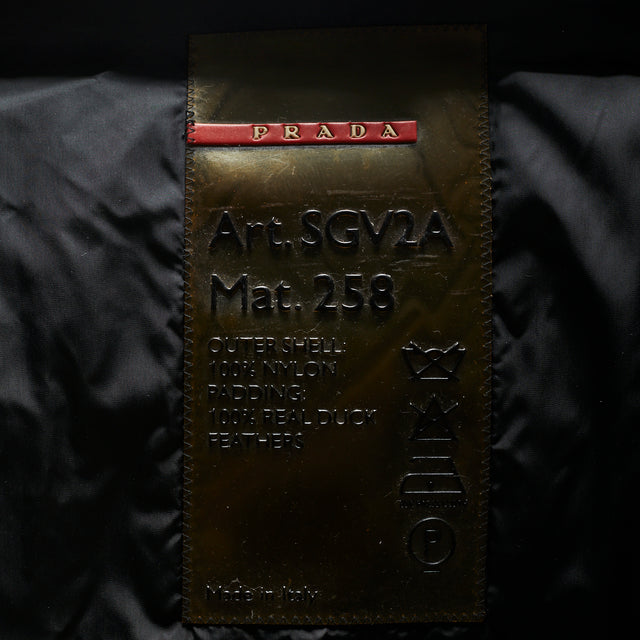 PRADA
Art. SGV2A
Mat. 258
OUTER SHELL:
100% NYLON
PADDING:
100% REAL DUCK
FEATHERS
P
Made in Italy